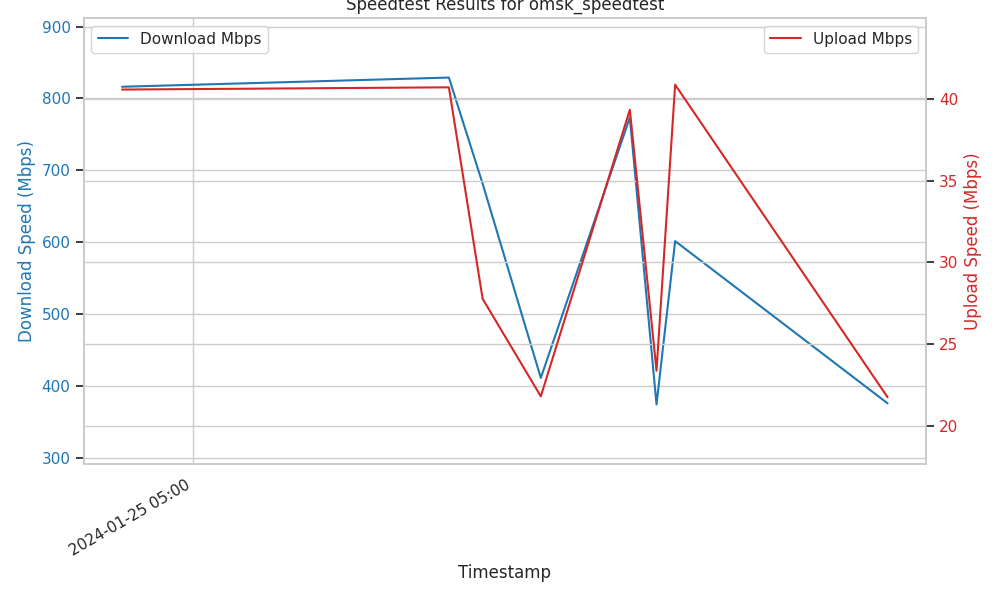 Speedtest Results for omsk_speedtest
Download Mbps
Upload Mbps
Download Speed (Mbps)
900
800
700
600
500
400
300
Upload Speed (Mbps)
40
35
30
25
20
2024-01-25 05:00
Timestamp